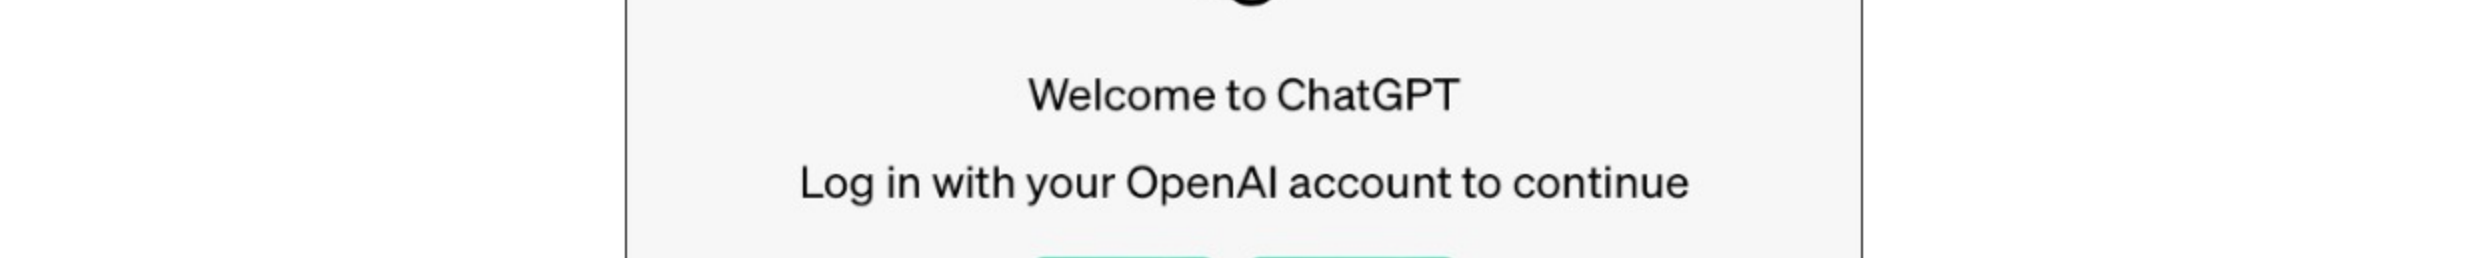 Welcome to ChatGPT
Log in with your OpenAI account to continue